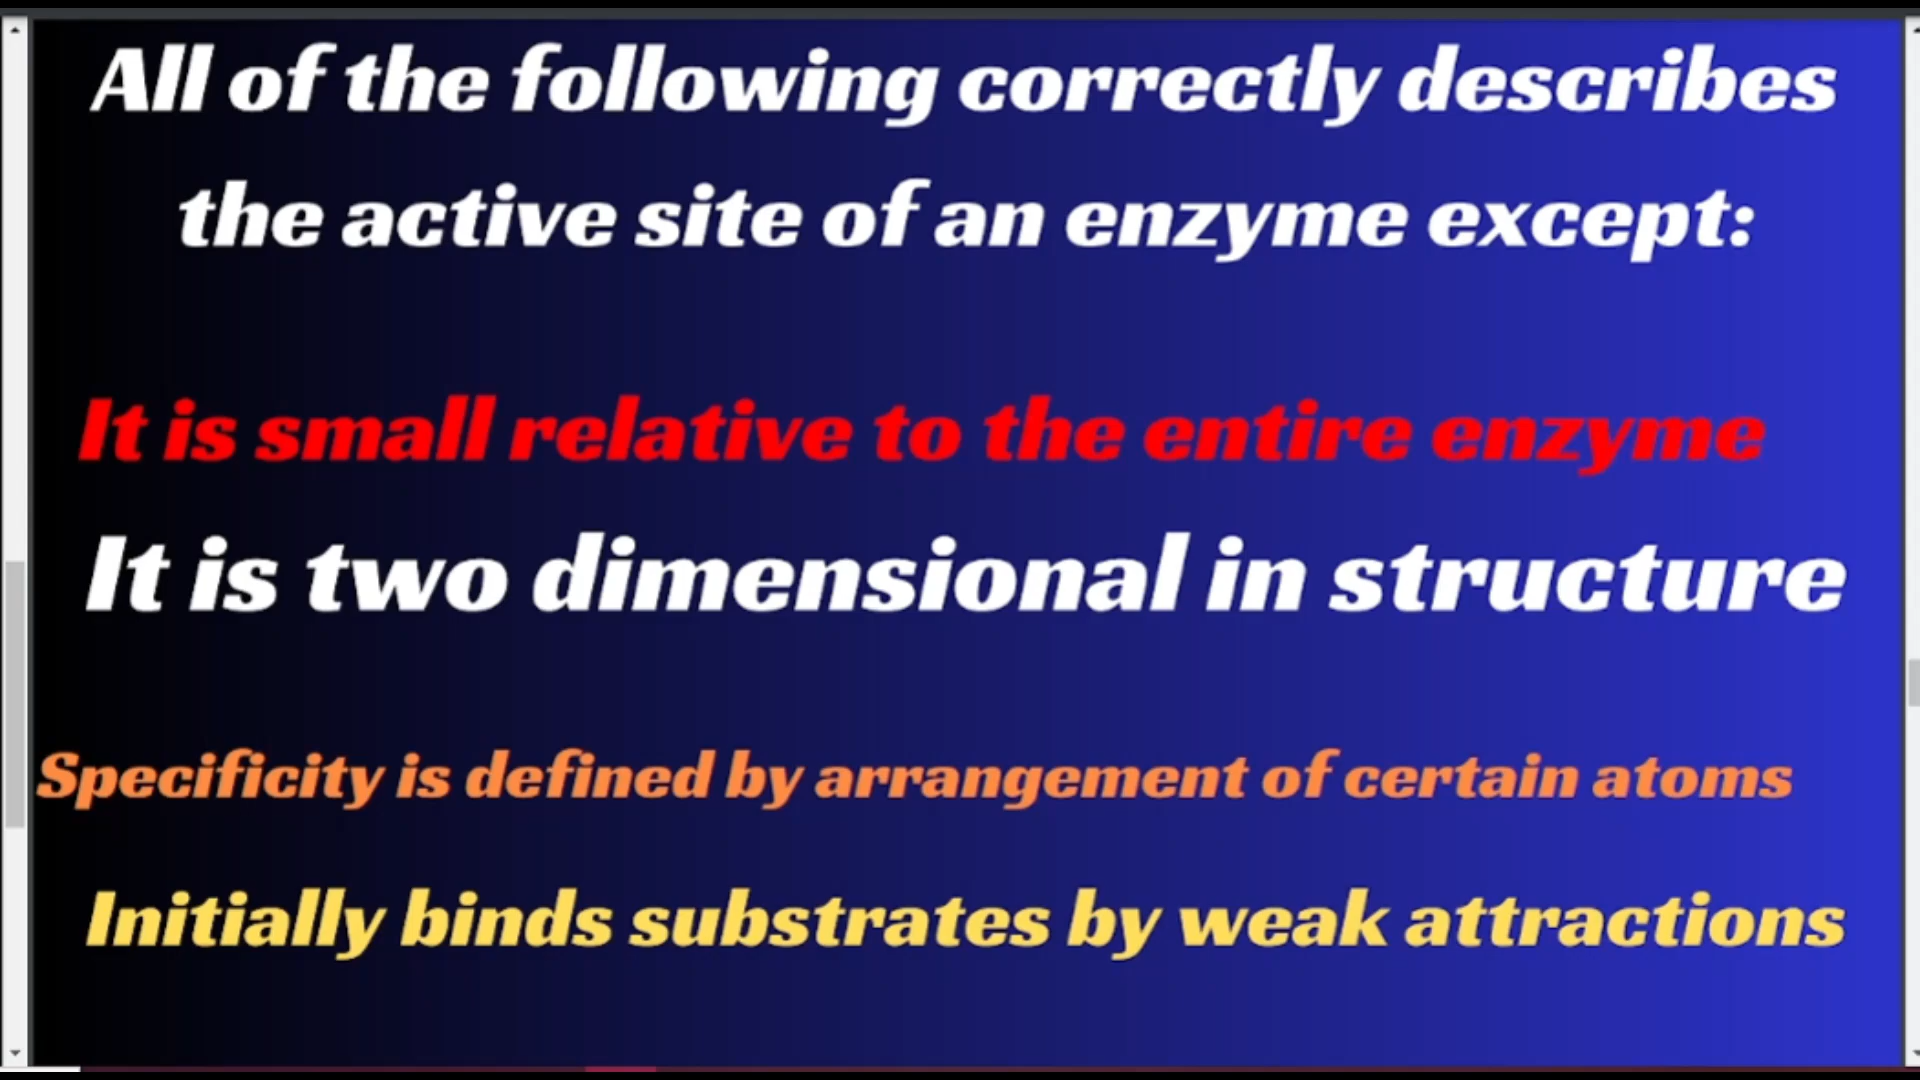 All of the following correctly describes
the active site of an enzyme except:
It is small relative to the entire enzyme
It is two dimensional in structure
Specificity is defined by arrangement of certain atoms
Initially binds substrates by weak attractions